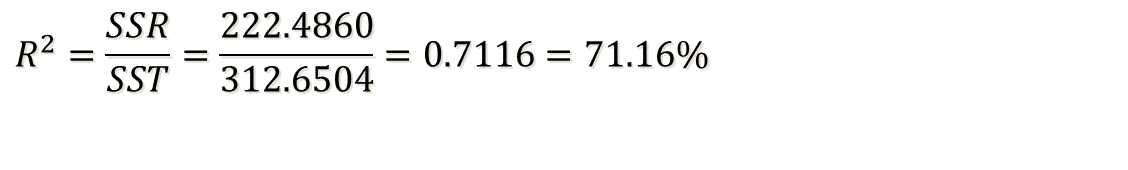 R² = SSR/SST = 222.4860/312.6504 = 0.7116 = 71.16%